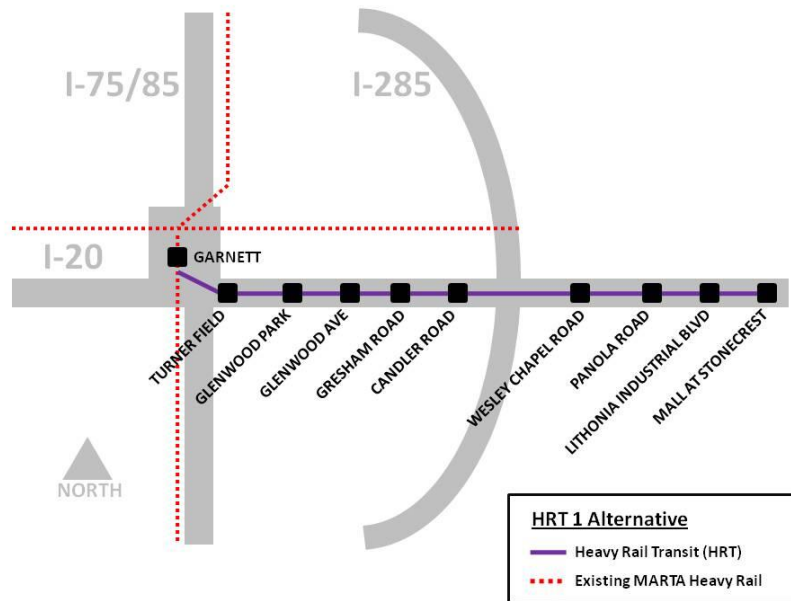 I-75/85
I-285
I-20
GARNETT
TURNER FIELD
GLENWOOD PARK
GLENWOOD AVE
GRESHAM ROAD
CANDLER ROAD
WESLEY CHAPEL ROAD
PANOLA ROAD
LITHONIA INDUSTRIAL BLVD
MALL AT STONECREST
NORTH
HRT 1 Alternative
Heavy Rail Transit (HRT)
Existing MARTA Heavy Rail